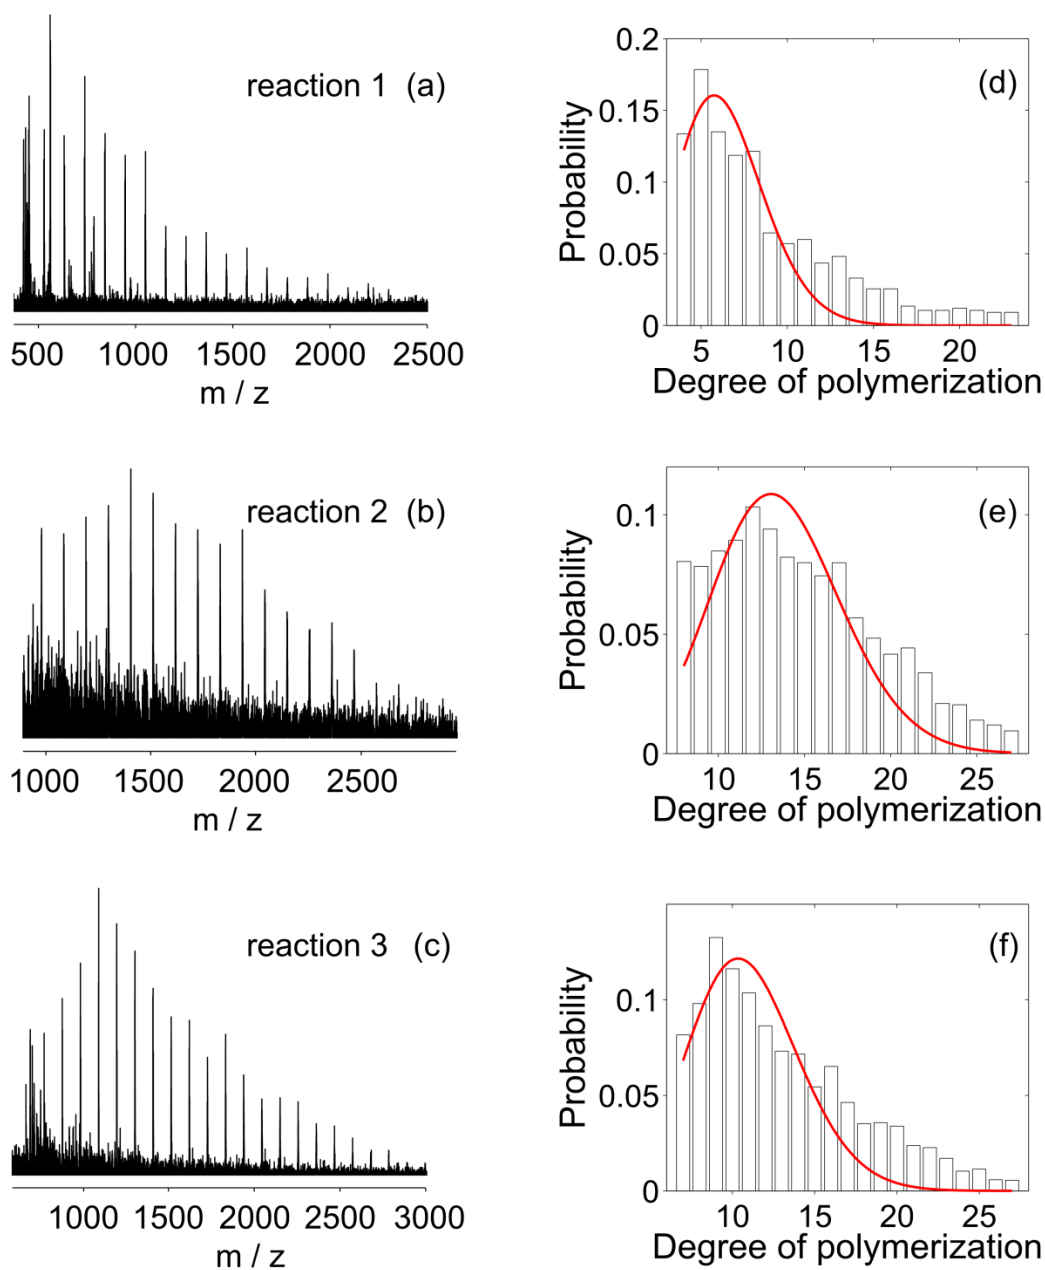 reaction 1 (a)
500 1000 1500 2000 2500
m / z
0.2
0.15
0.1
0.05
0
Probability
(d)
5 10 15 20
Degree of polymerization
reaction 2 (b)
1000 1500 2000 2500
m / z
0.1
0.05
0
Probability
(e)
10 15 20 25
Degree of polymerization
reaction 3 (c)
1000 1500 2000 2500 3000
m / z
0.1
0.05
0
Probability
(f)
10 15 20 25
Degree of polymerization